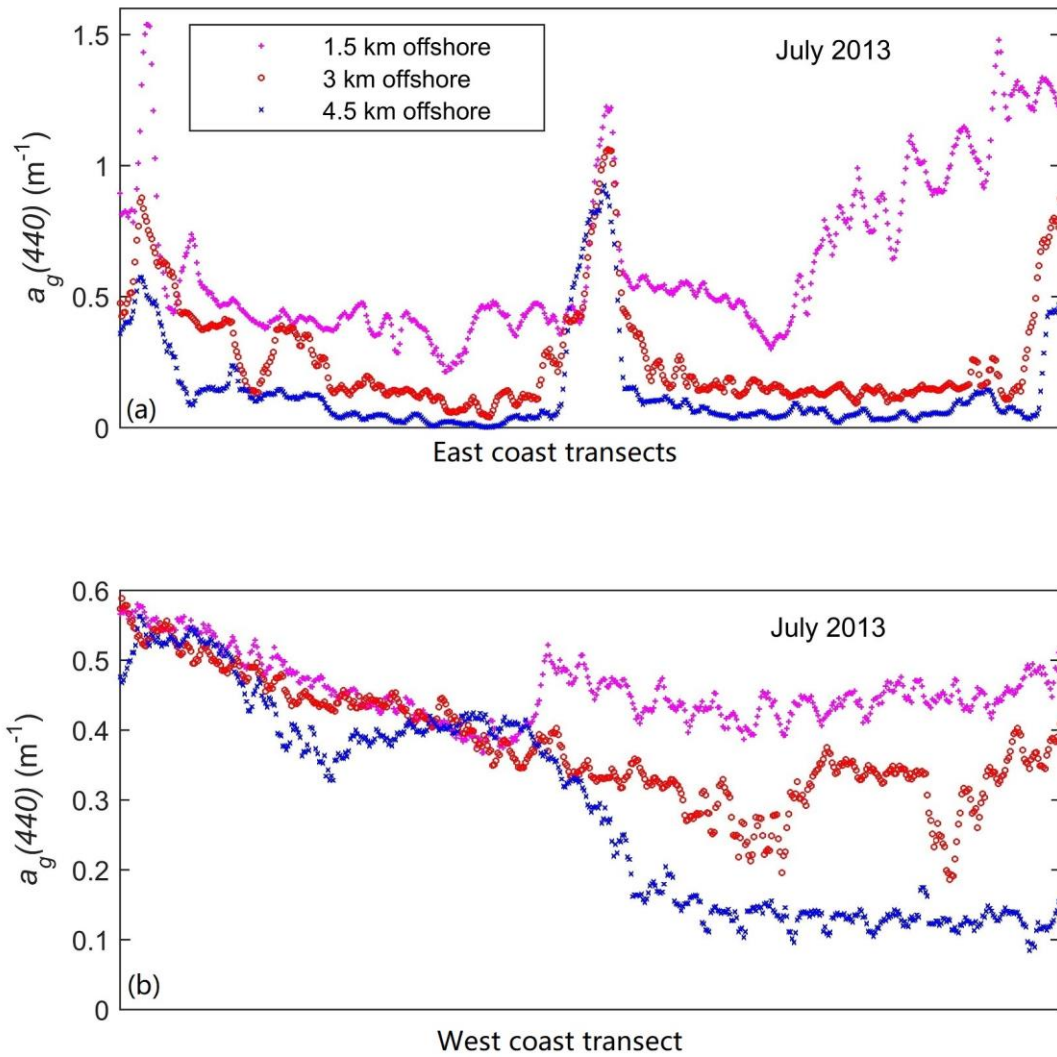 1.5
1
0.5
0
a_g(440) (m⁻¹)
1.5 km offshore
3 km offshore
4.5 km offshore
July 2013
(a)
East coast transects
0.6
0.5
0.4
0.3
0.2
0.1
0
a_g(440) (m⁻¹)
July 2013
(b)
West coast transect